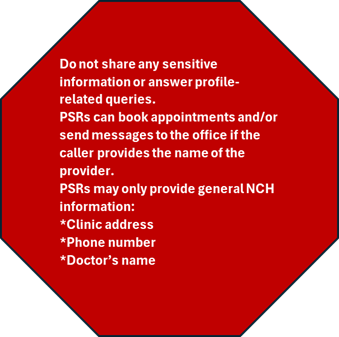 Do not share any sensitive
information or answer profile-
related queries.
PSRs can book appointments and/or
send messages to the office if the
caller provides the name of the
provider.
PSRs may only provide general NCH
information:
*Clinic address
*Phone number
*Doctor's name